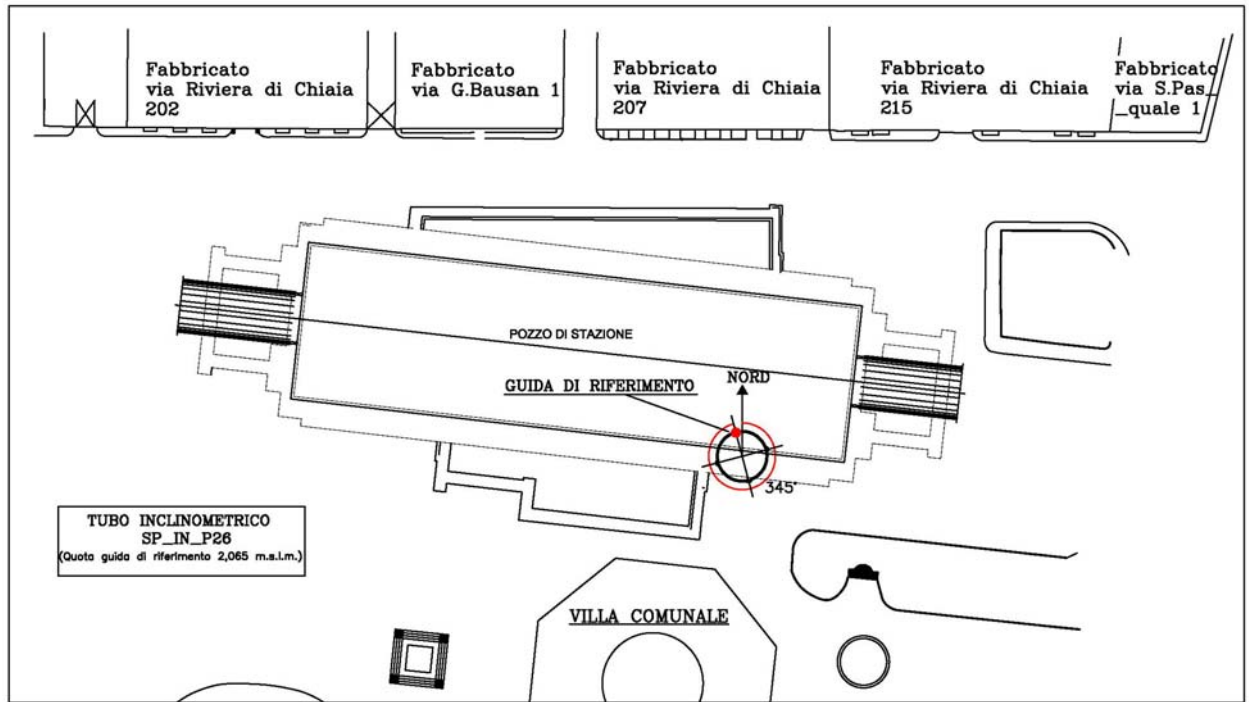 Fabbricato
via Riviera di Chiaia
202
Fabbricato
via G.Bausan 1
Fabbricato
via Riviera di Chiaia
207
Fabbricato
via Riviera di Chiaia
215
Fabbricato
via S.Pas_
_quale 1
POZZO DI STAZIONE
GUIDA DI RIFERIMENTO
NORD
345°
TUBO INCLINOMETRICO
SP_IN_P26
(Quota guida di riferimento 2,065 m.s.l.m.)
VILLA COMUNALE